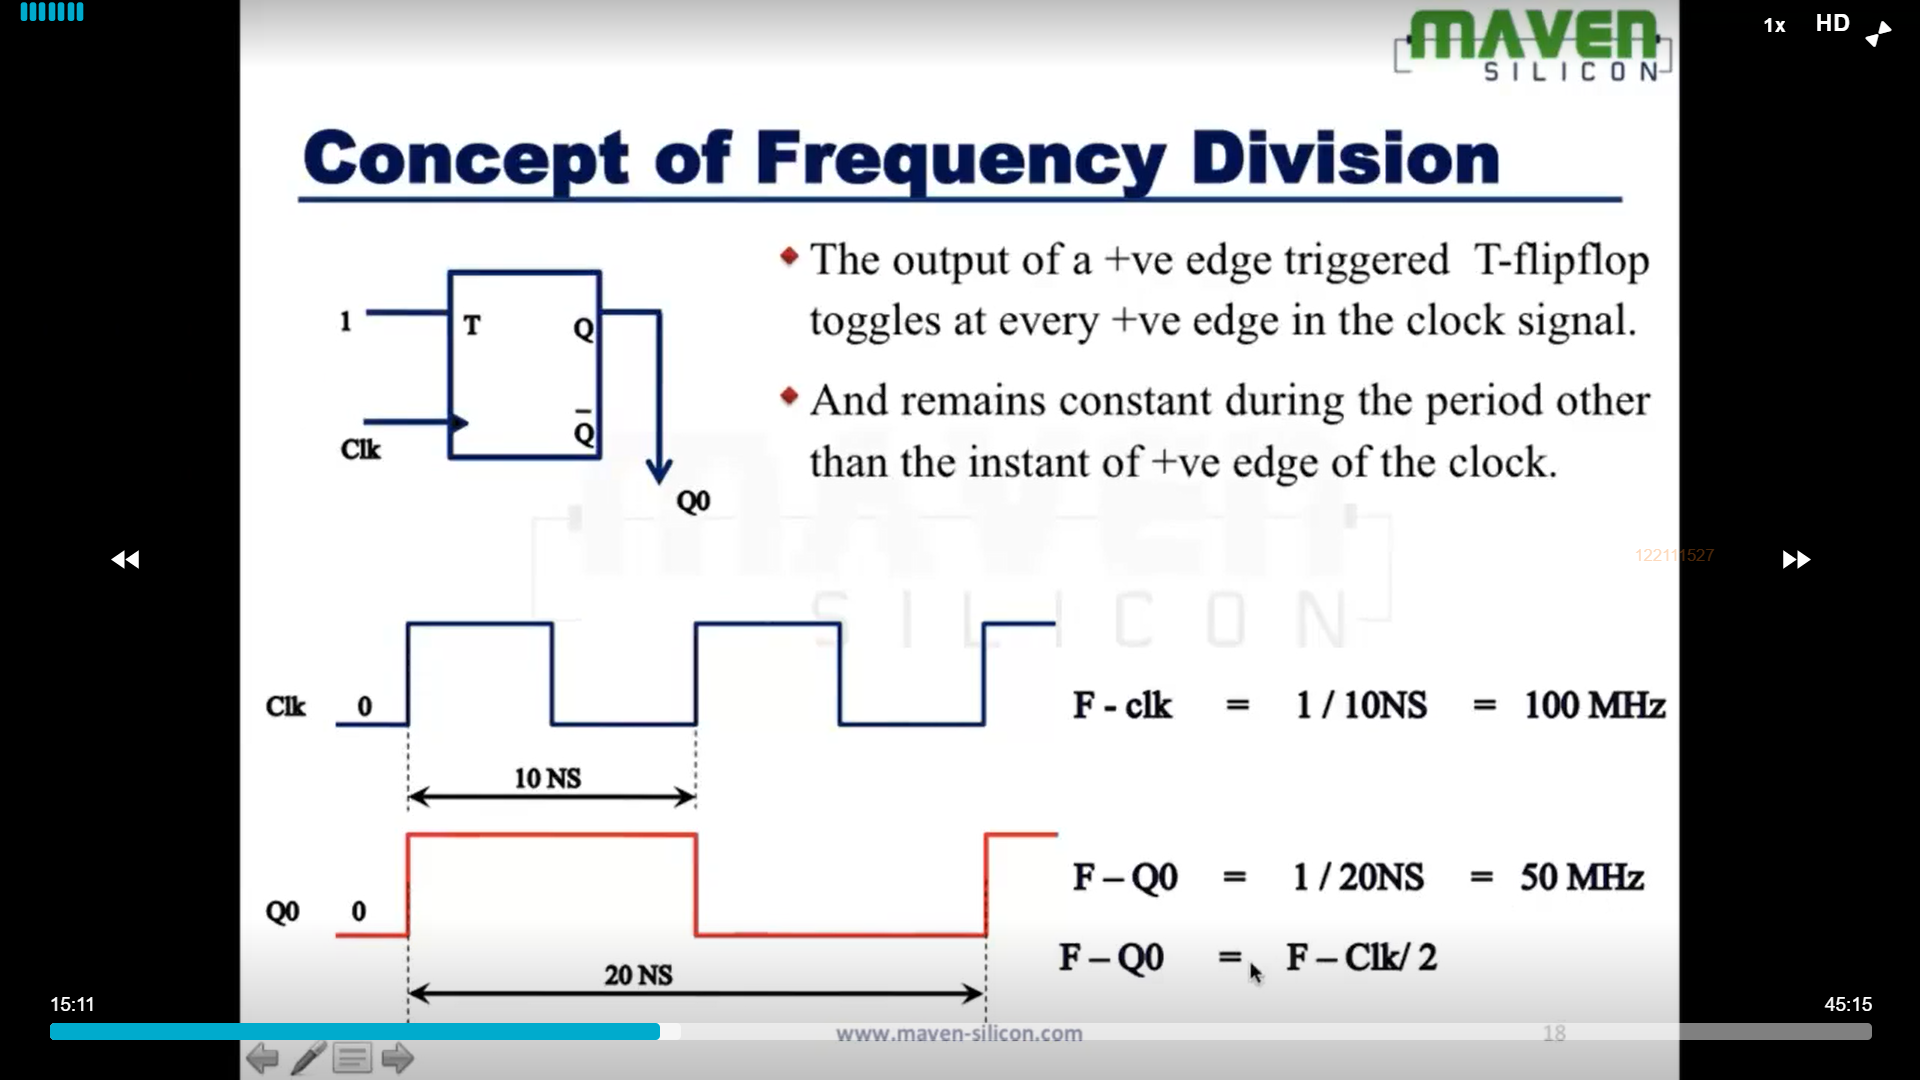 1x HD
MAVEN
SILICON
Concept of Frequency Division
The output of a +ve edge triggered T-flipflop
toggles at every +ve edge in the clock signal.
And remains constant during the period other
than the instant of +ve edge of the clock.
1
T
Q
Clk
Q̅
Q0
MAVEN
SILICON
122111527
Clk 0
F - clk = 1 / 10NS = 100 MHz
10 NS
Q0 0
F – Q0 = 1 / 20NS = 50 MHz
F – Q0 = F – Clk/ 2
20 NS
15:11
45:15
www.maven-silicon.com
18